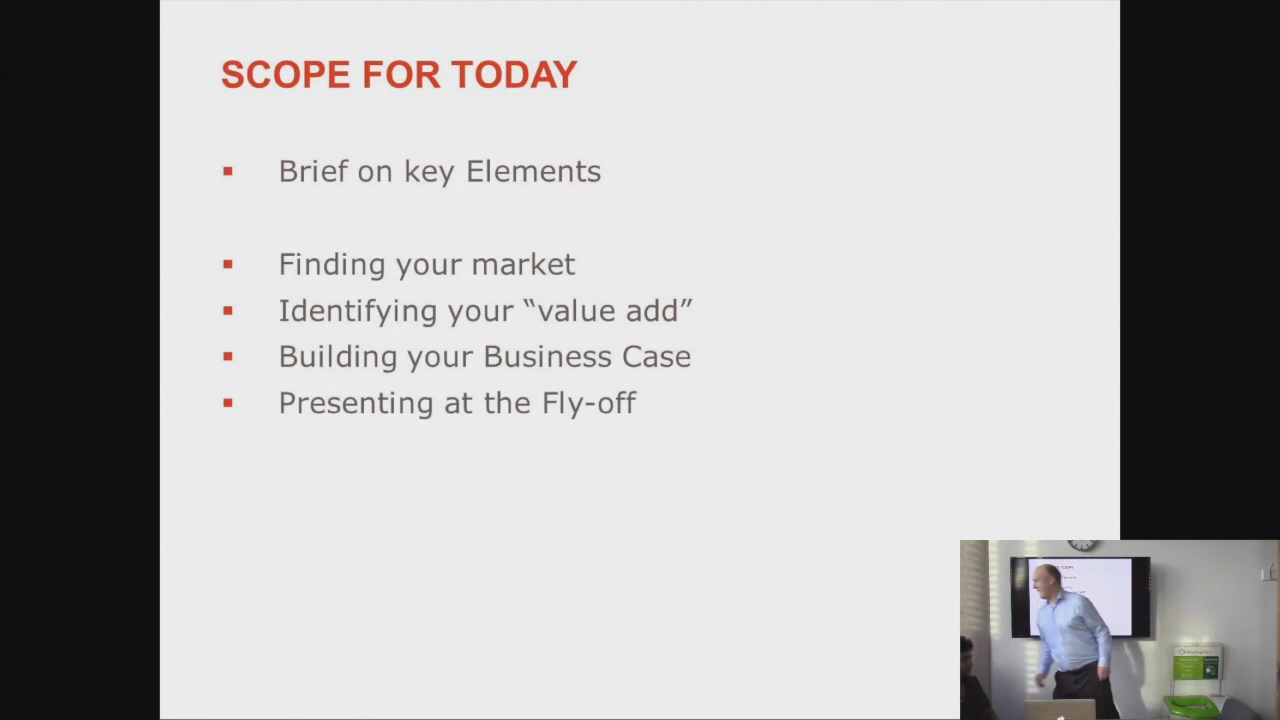 SCOPE FOR TODAY
▪ Brief on key Elements
▪ Finding your market
▪ Identifying your “value add”
▪ Building your Business Case
▪ Presenting at the Fly-off